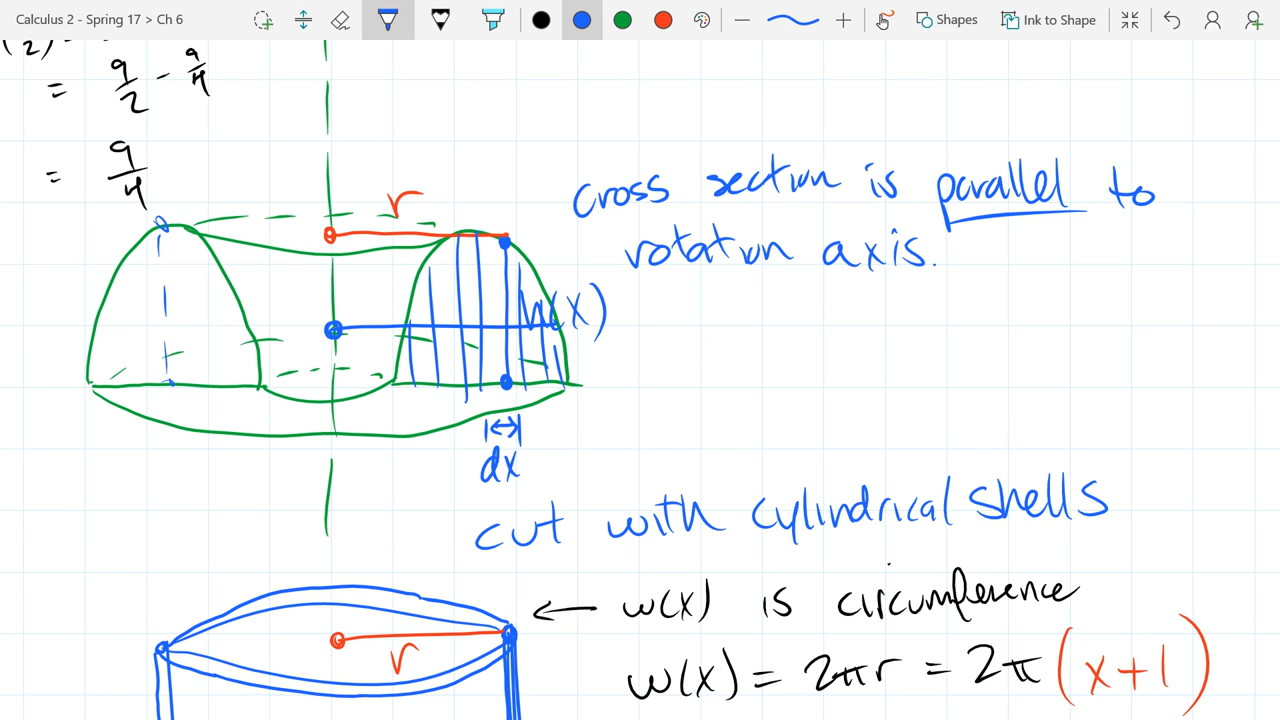 Calculus 2 - Spring 17 > Ch 6
Shapes
Ink to Shape
= 9/2 - 9/4
= 9/4
r
cross section is parallel to
rotation axis.
h(x)
dx
cut with cylindrical shells
← w(x) is circumference
r
w(x) = 2πr = 2π(x+1)